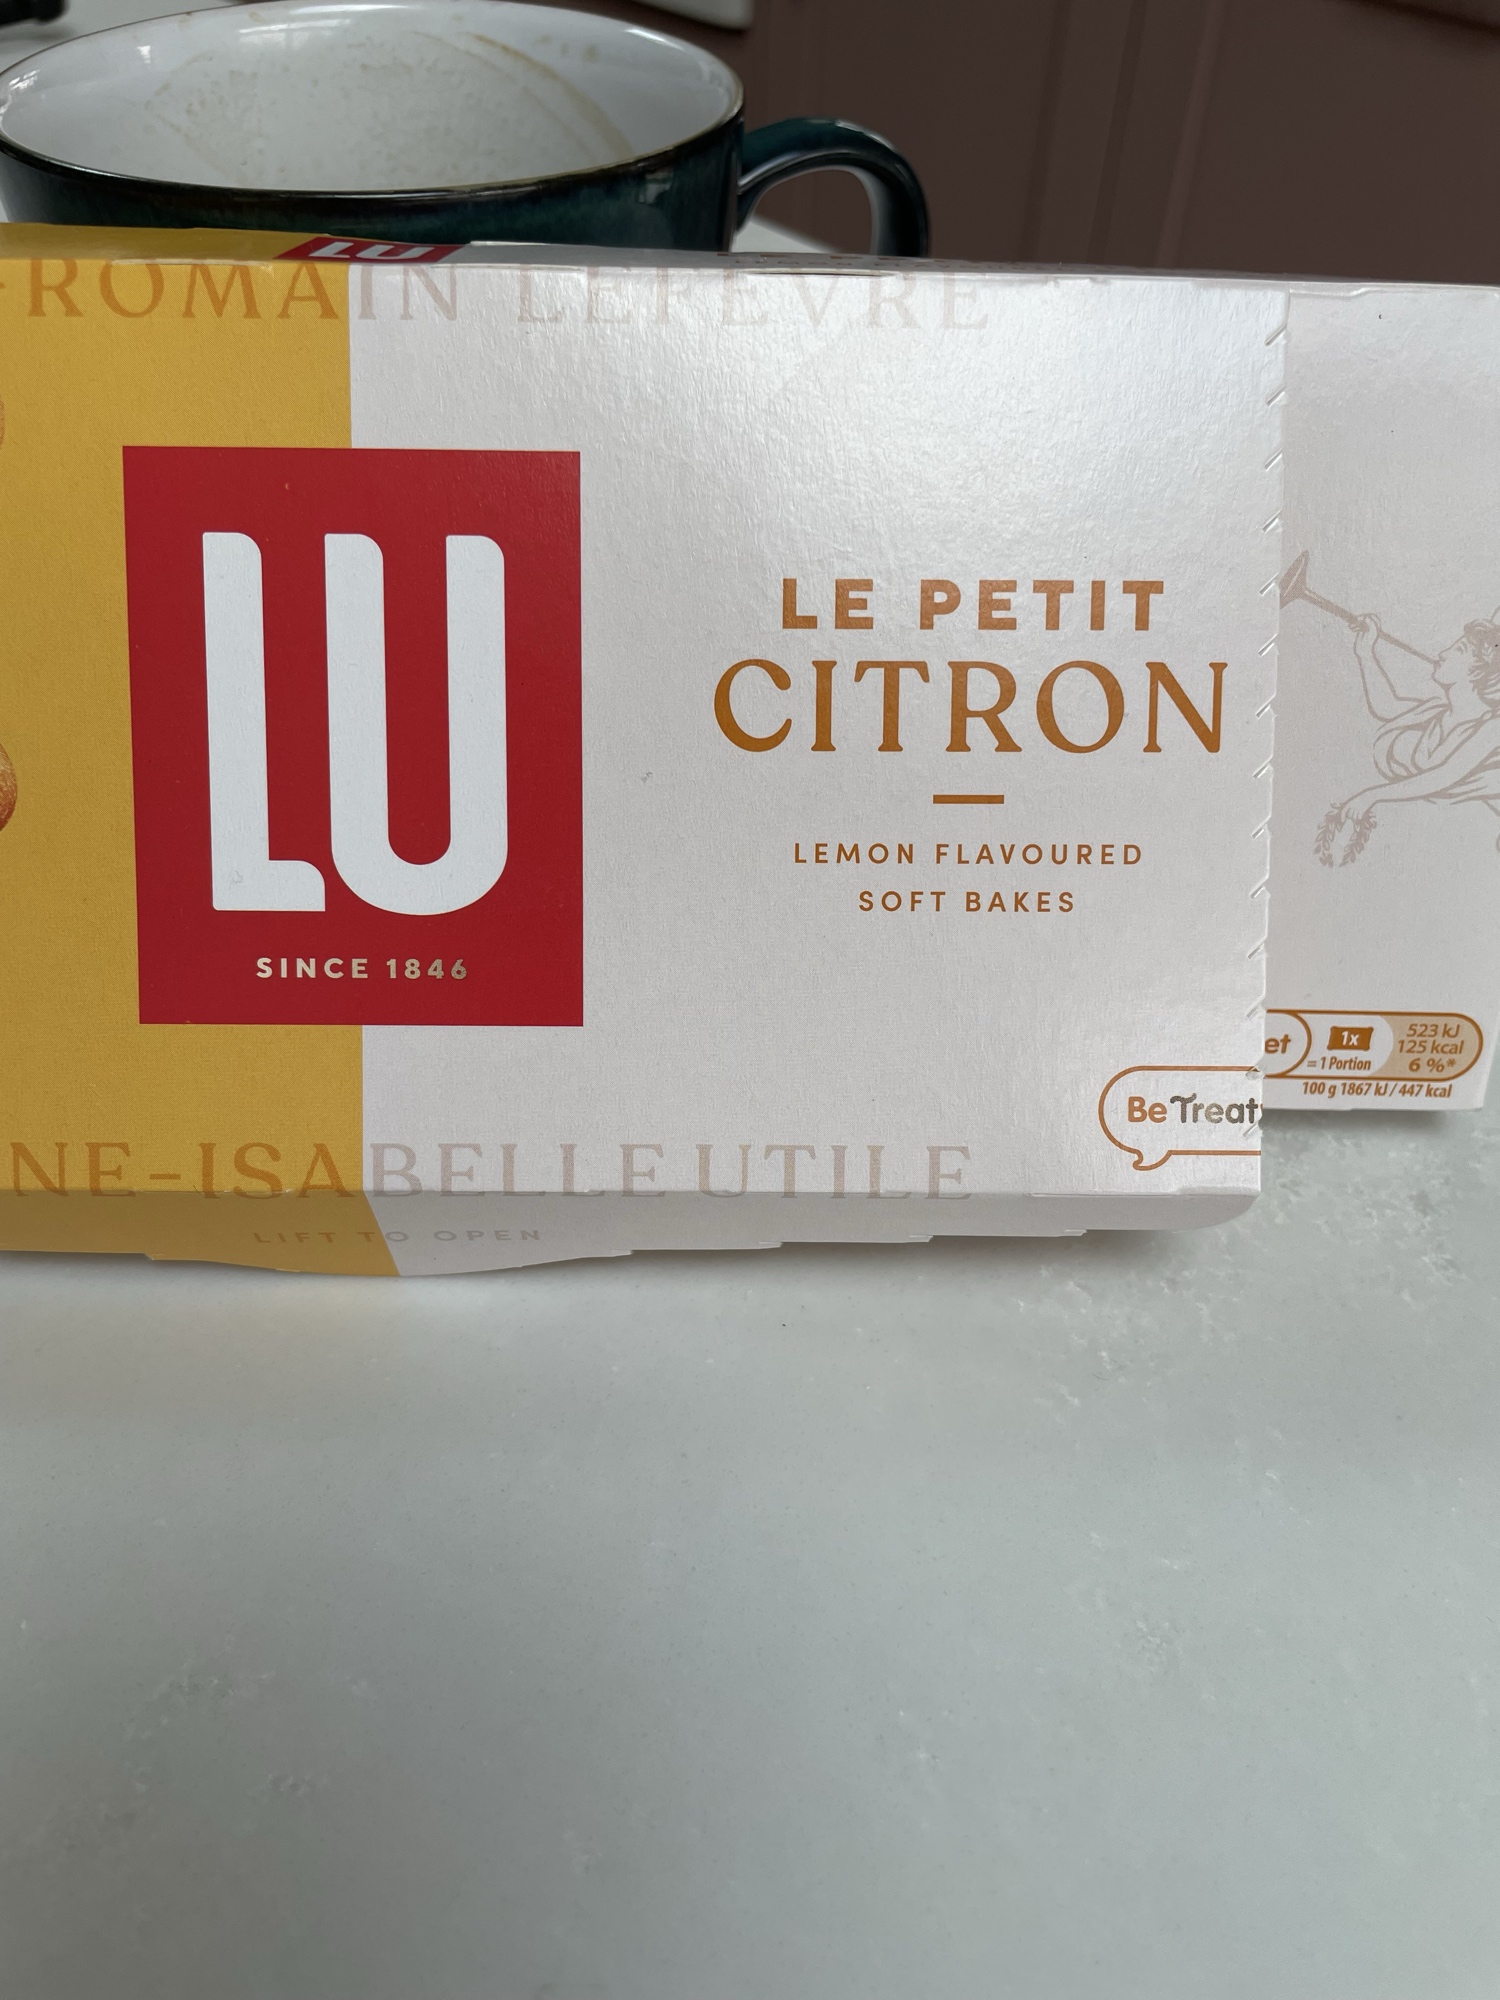 LU
-ROMAIN LEFEVRE
LU
SINCE 1846
LE PETIT
CITRON
LEMON FLAVOURED
SOFT BAKES
et
1x
= 1 Portion
523 kJ
125 kcal
6 %*
100 g 1867 kJ / 447 kcal
Be Treat
NE-ISABELLE UTILE
LIFT TO OPEN